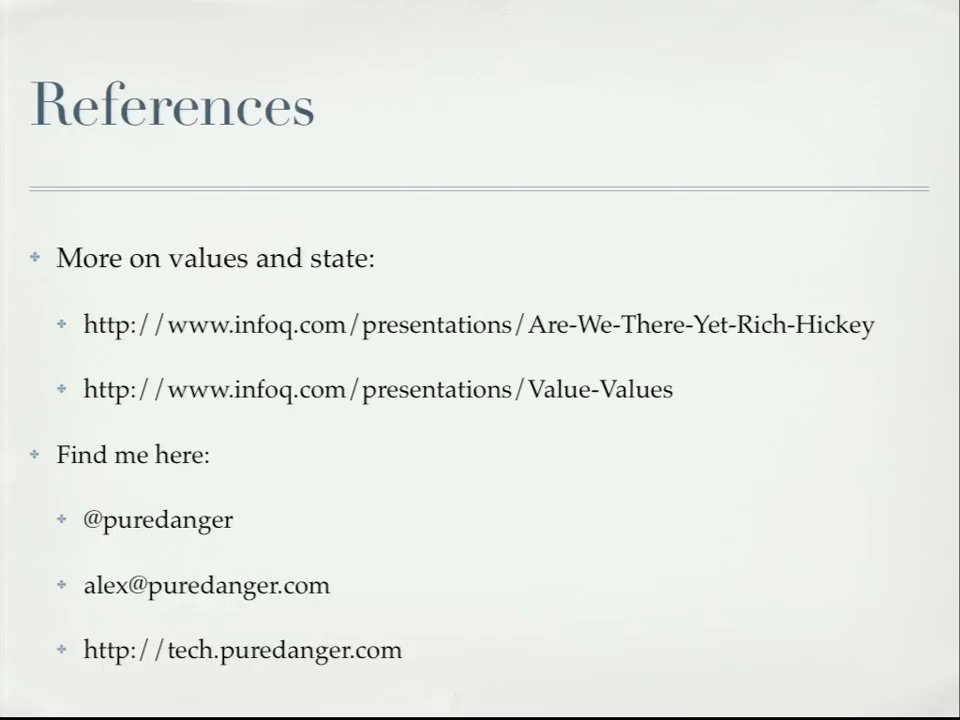 References
More on values and state:
http://www.infoq.com/presentations/Are-We-There-Yet-Rich-Hickey
http://www.infoq.com/presentations/Value-Values
Find me here:
@puredanger
alex@puredanger.com
http://tech.puredanger.com